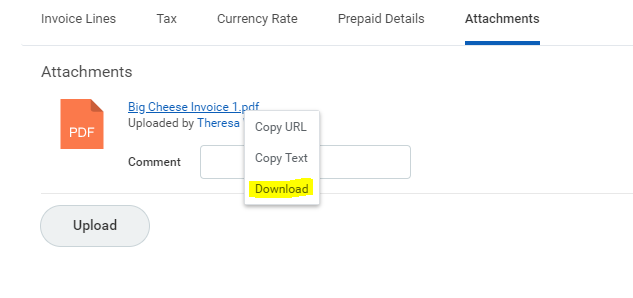 Invoice Lines Tax Currency Rate Prepaid Details Attachments
Attachments
PDF
Big Cheese Invoice 1.pdf
Uploaded by Theresa
Copy URL
Copy Text
Comment
Download
Upload